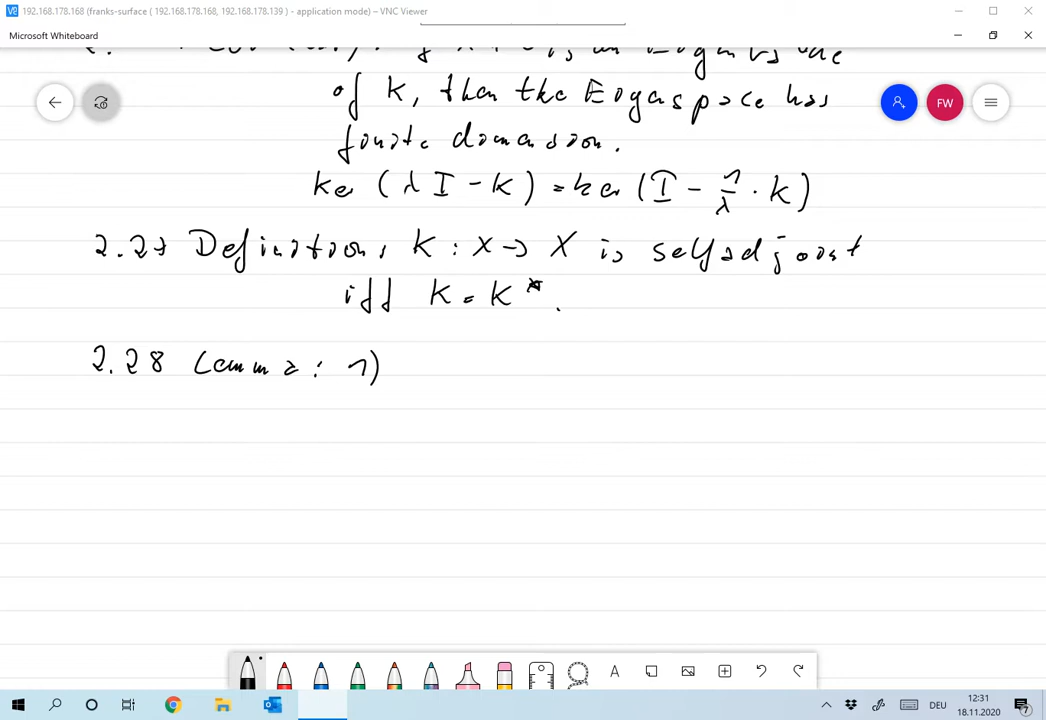 192.168.178.168 (franks-surface ( 192.168.178.168, 192.168.178.139 ) - application mode) – VNC Viewer
Microsoft Whiteboard
of K, then the Eigenspace has
finite dimension.
ker (λ I - K) = ker (I - 1/λ · K)
2.27 Definition: K : X → X is selfadjoint
iff K = K*.
2.28 Lemma: 1)
FW
A
DEU
12:31
18.11.2020
7